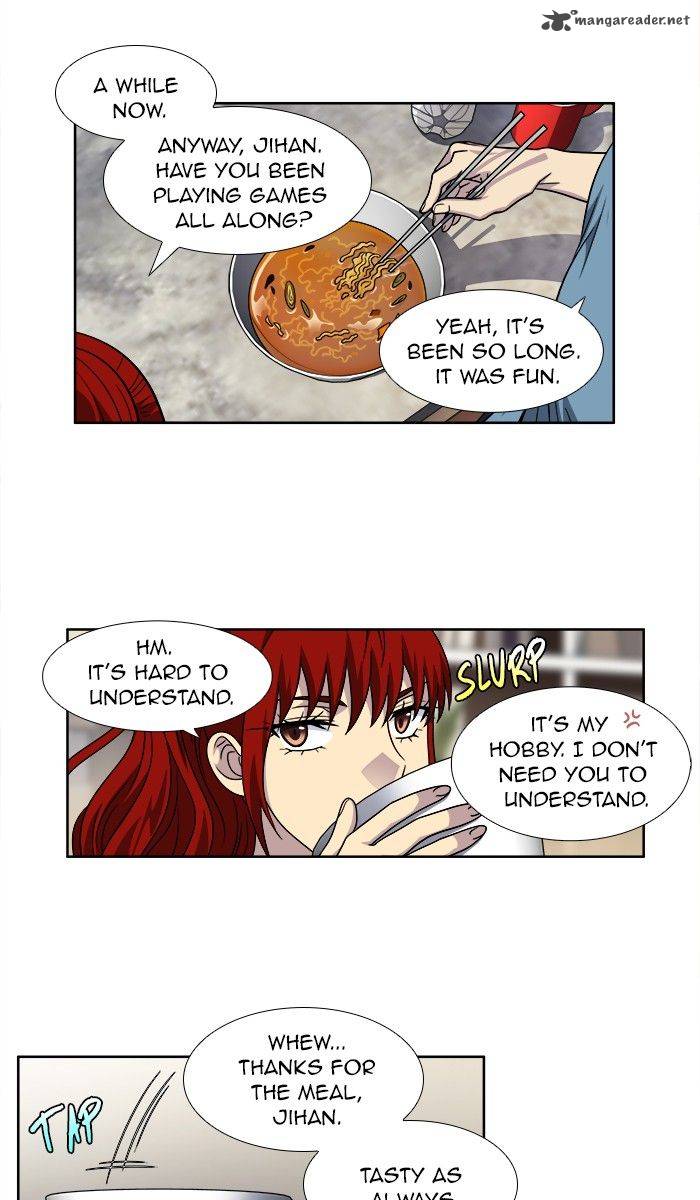 mangareader.net
A WHILE
NOW.
ANYWAY, JIHAN.
HAVE YOU BEEN
PLAYING GAMES
ALL ALONG?
YEAH, IT'S
BEEN SO LONG.
IT WAS FUN.
HM.
IT'S HARD TO
UNDERSTAND.
SLURP
IT'S MY
HOBBY. I DON'T
NEED YOU TO
UNDERSTAND.
WHEW...
THANKS FOR
THE MEAL,
JIHAN.
TAP
TASTY AS
ALWAYS